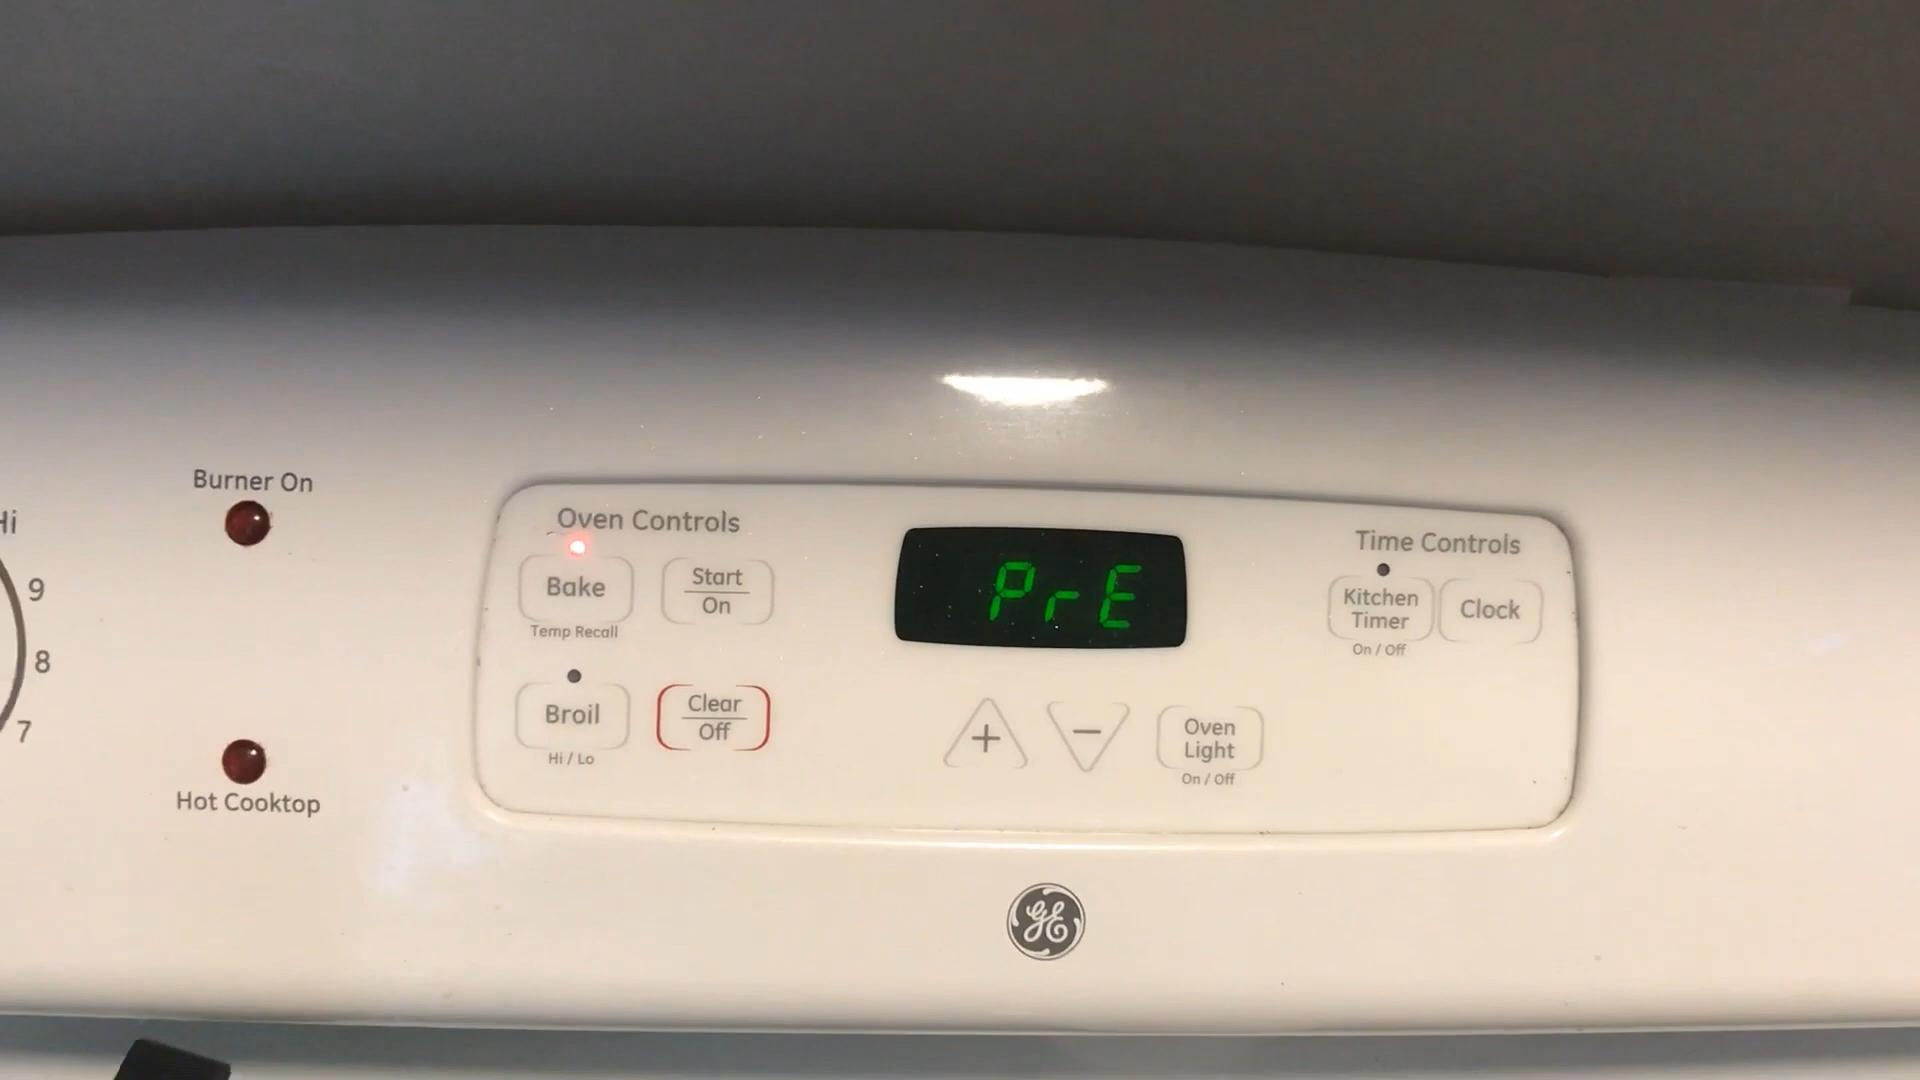 Burner On
Hi
9
8
7
Hot Cooktop
Oven Controls
Bake
Temp Recall
Start
On
Broil
Hi / Lo
Clear
Off
PrE
+
−
Oven
Light
On / Off
Time Controls
Kitchen
Timer
On / Off
Clock
GE